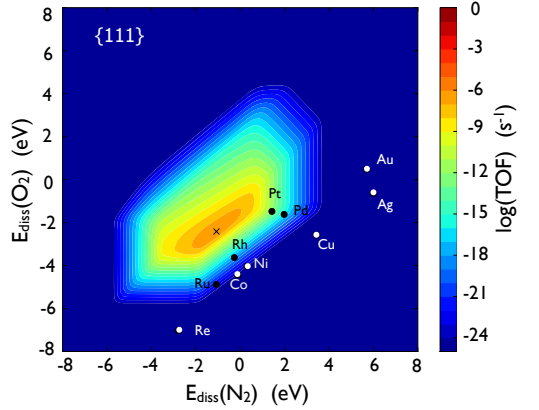 8
6
4
2
0
-2
-4
-6
-8
E_diss(O_2) (eV)
{111}
Au
Ag
Pt
Pd
Cu
Rh
Ni
Co
Ru
Re
-8 -6 -4 -2 0 2 4 6 8
E_diss(N_2) (eV)
0
-3
-6
-9
-12
-15
-18
-21
-24
log(TOF) (s^-1)